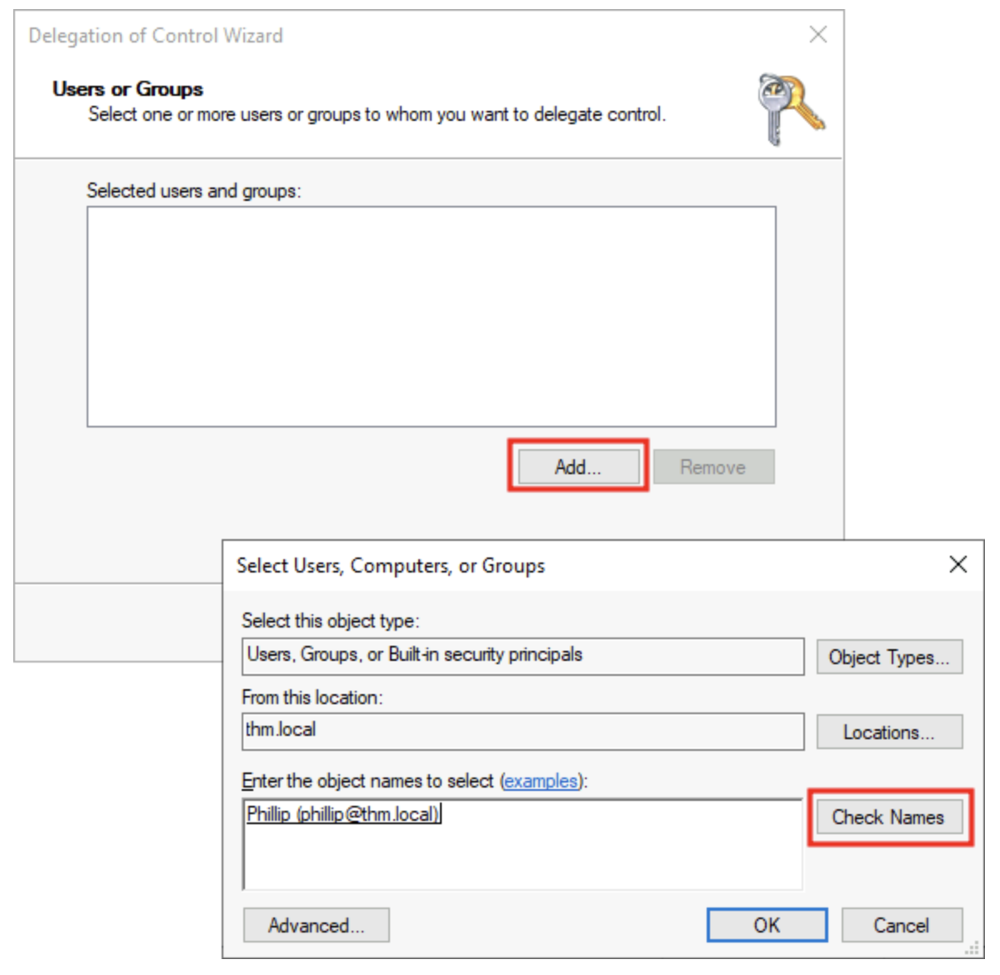 Delegation of Control Wizard
Users or Groups
Select one or more users or groups to whom you want to delegate control.
Selected users and groups:
Add...
Remove
Select Users, Computers, or Groups
Select this object type:
Users, Groups, or Built-in security principals
Object Types...
From this location:
thm.local
Locations...
Enter the object names to select (examples):
Phillip (phillip@thm.local)
Check Names
Advanced...
OK
Cancel